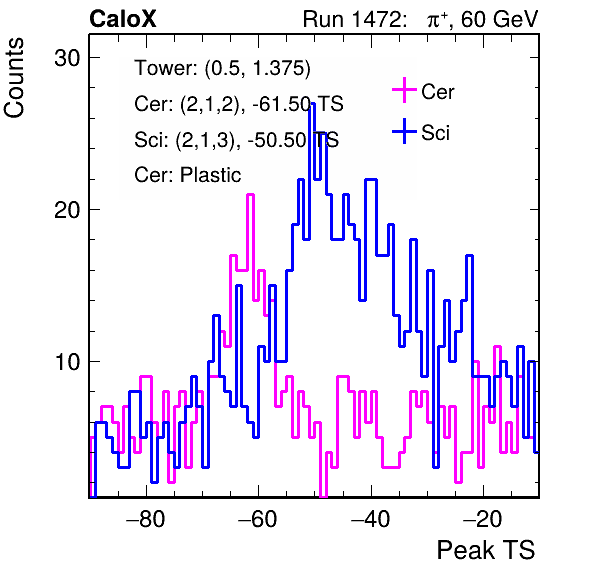 CaloX Run 1472: π⁺, 60 GeV
Counts
Tower: (0.5, 1.375)
Cer: (2,1,2), -61.50 TS
Sci: (2,1,3), -50.50 TS
Cer: Plastic
Cer
Sci
30
20
10
−80 −60 −40 −20
Peak TS